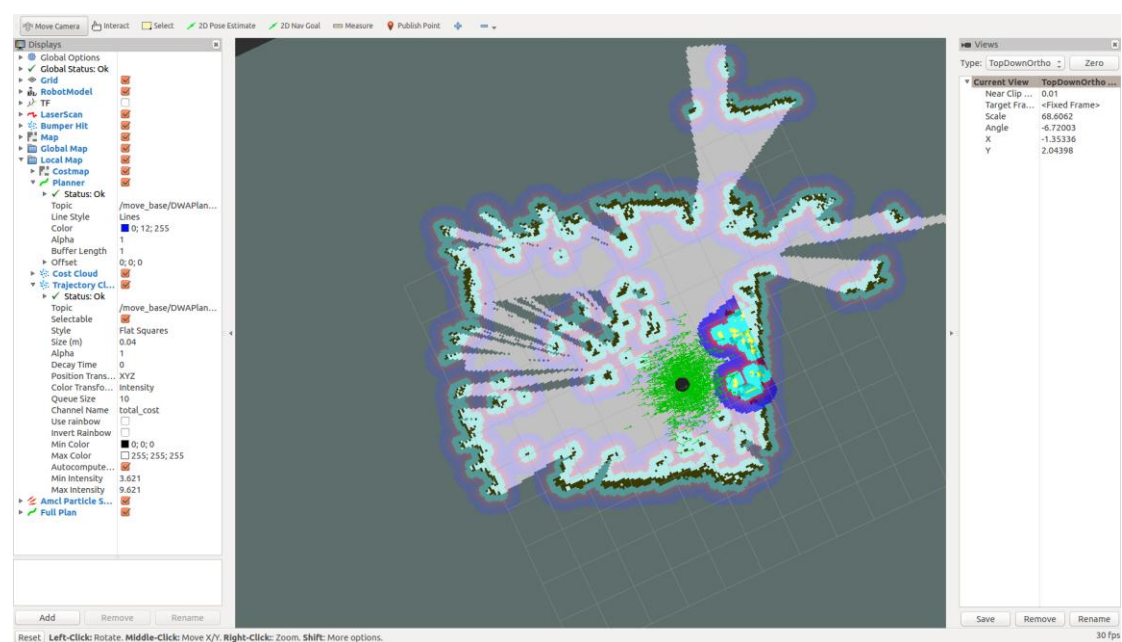 Move Camera Interact Select 2D Pose Estimate 2D Nav Goal Measure Publish Point
Displays
Global Options
Global Status: Ok
Grid
RobotModel
TF
LaserScan
Bumper Hit
Map
Global Map
Local Map
Costmap
Planner
Status: Ok
Topic /move_base/DWAPlan...
Line Style Lines
Color 0; 12; 255
Alpha 1
Buffer Length 1
Offset 0; 0; 0
Cost Cloud
Trajectory Cl...
Status: Ok
Topic /move_base/DWAPlan...
Selectable
Style Flat Squares
Size (m) 0.04
Alpha 1
Decay Time 0
Position Trans... XYZ
Color Transfo... Intensity
Queue Size 10
Channel Name total_cost
Use rainbow
Invert Rainbow
Min Color 0; 0; 0
Max Color 255; 255; 255
Autocompute...
Min Intensity 3.621
Max Intensity 9.621
Amcl Particle S...
Full Plan
Add Remove Rename
Reset Left-Click: Rotate. Middle-Click: Move X/Y. Right-Click:: Zoom. Shift: More options.
Views
Type: TopDownOrtho Zero
Current View TopDownOrtho ...
Near Clip ... 0.01
Target Fra... <Fixed Frame>
Scale 68.6062
Angle -6.72003
X -1.35336
Y 2.04398
Save Remove Rename
30 fps